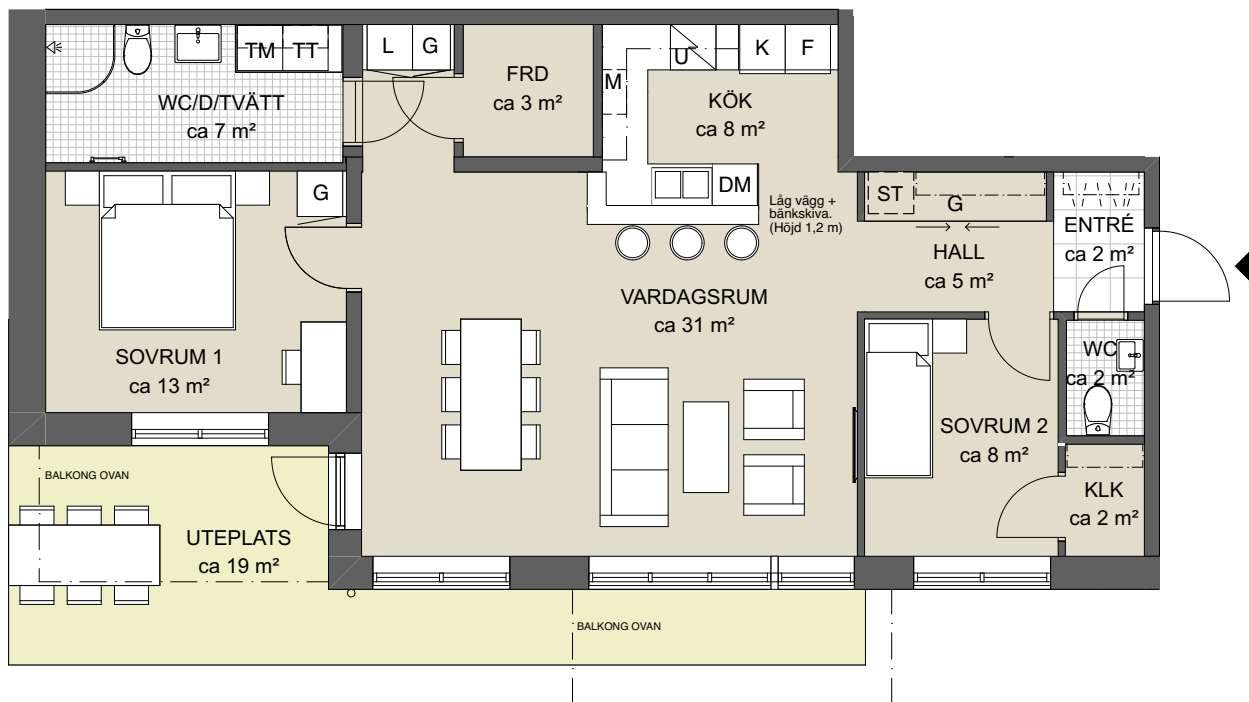 TM
TT
WC/D/TVÄTT
ca 7 m²
L
G
FRD
ca 3 m²
M
U
K
F
KÖK
ca 8 m²
DM
Låg vägg +
bänkskiva.
(Höjd 1,2 m)
G
ST
G
ENTRÉ
ca 2 m²
HALL
ca 5 m²
VARDAGSRUM
ca 31 m²
SOVRUM 1
ca 13 m²
WC
ca 2 m²
SOVRUM 2
ca 8 m²
KLK
ca 2 m²
BALKONG OVAN
UTEPLATS
ca 19 m²
BALKONG OVAN